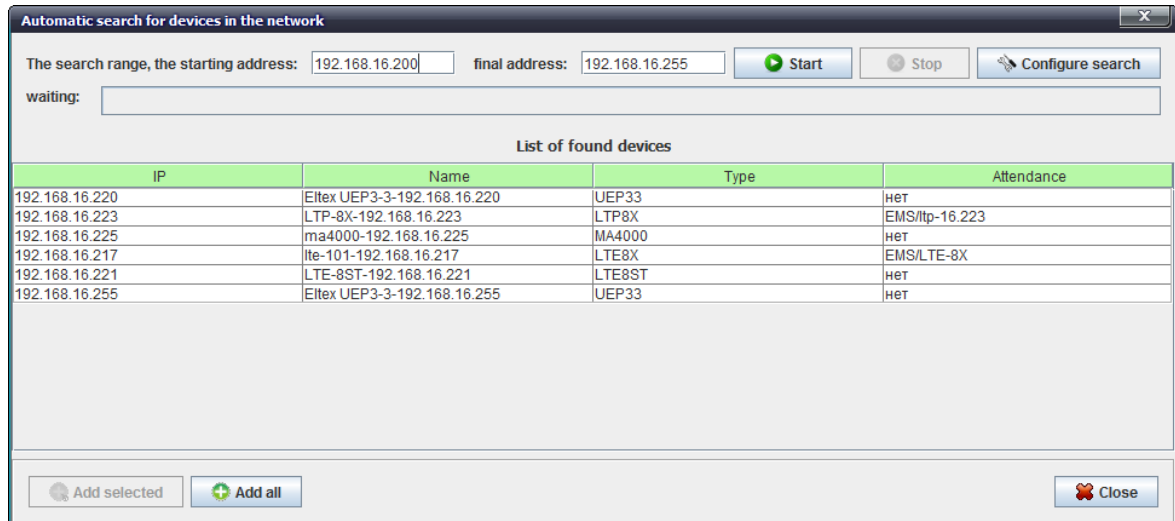 Automatic search for devices in the network
The search range, the starting address: 192.168.16.200 final address: 192.168.16.255 Start Stop Configure search
waiting:
List of found devices
IP Name Type Attendance
192.168.16.220 Eltex UEP3-3-192.168.16.220 UEP33 нет
192.168.16.223 LTP-8X-192.168.16.223 LTP8X EMS/ltp-16.223
192.168.16.225 ma4000-192.168.16.225 MA4000 нет
192.168.16.217 lte-101-192.168.16.217 LTE8X EMS/LTE-8X
192.168.16.221 LTE-8ST-192.168.16.221 LTE8ST нет
192.168.16.255 Eltex UEP3-3-192.168.16.255 UEP33 нет
Add selected Add all Close